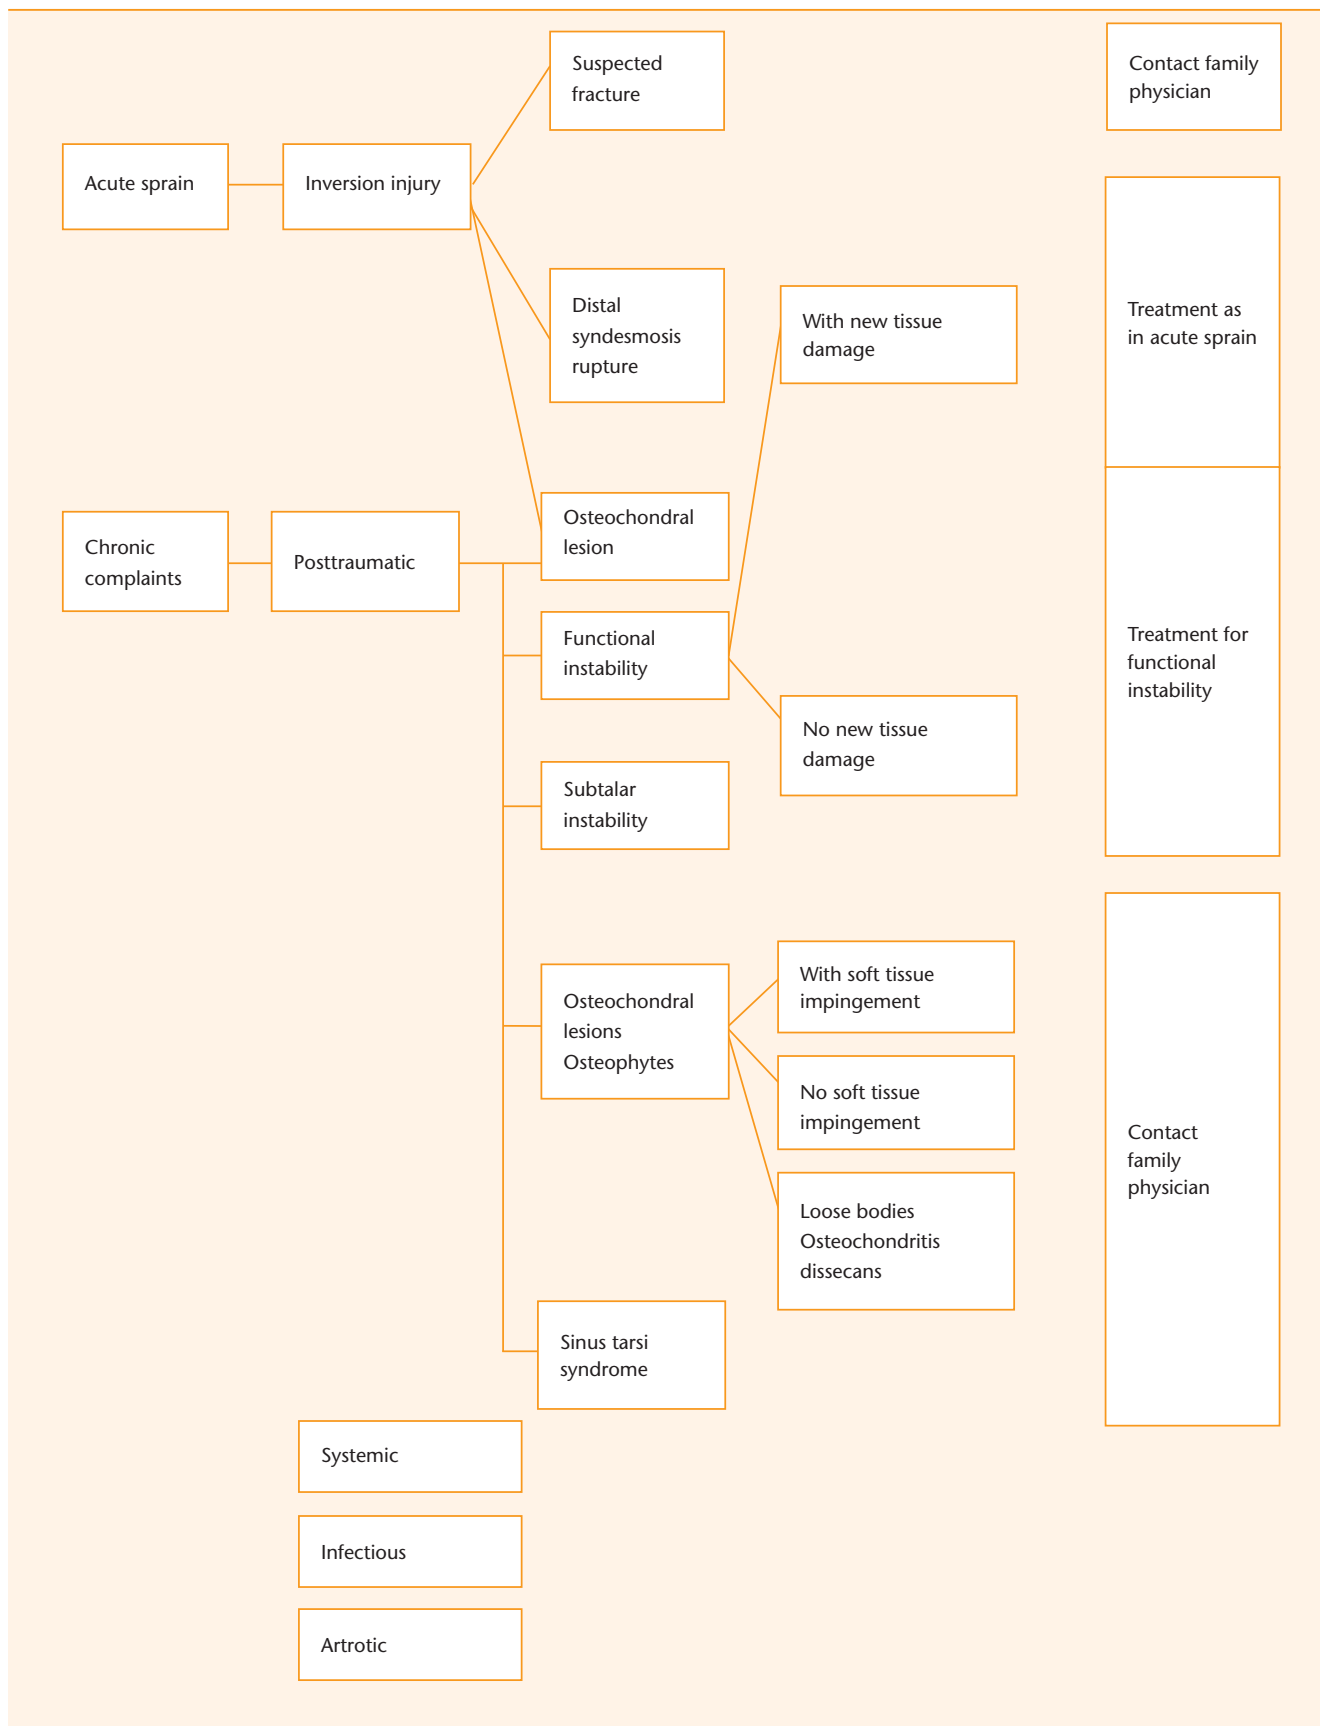 Suspected
fracture
Contact family
physician
Acute sprain
Inversion injury
Distal
syndesmosis
rupture
With new tissue
damage
Treatment as
in acute sprain
Osteochondral
lesion
Chronic
complaints
Posttraumatic
Functional
instability
Treatment for
functional
instability
No new tissue
damage
Subtalar
instability
Osteochondral
lesions
Osteophytes
With soft tissue
impingement
No soft tissue
impingement
Contact
family
physician
Loose bodies
Osteochondritis
dissecans
Sinus tarsi
syndrome
Systemic
Infectious
Artrotic